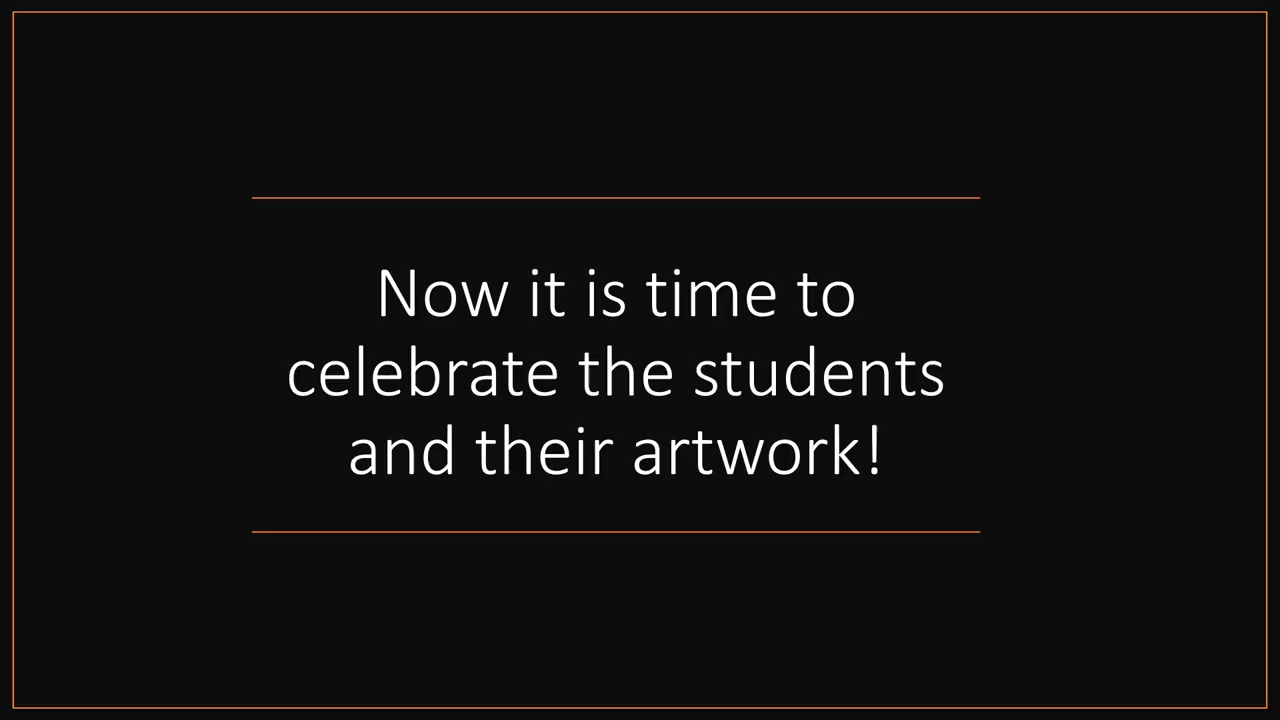 Now it is time to
celebrate the students
and their artwork!